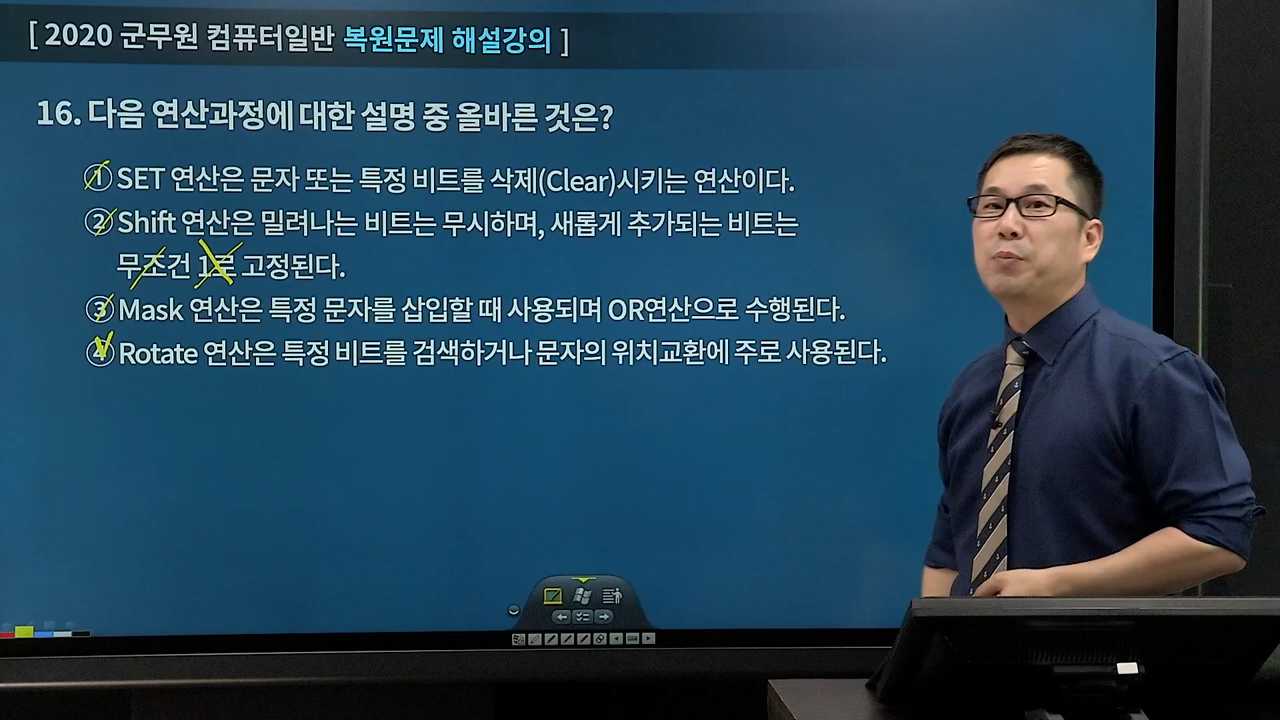 [ 2020 군무원 컴퓨터일반 복원문제 해설강의 ]
16. 다음 연산과정에 대한 설명 중 올바른 것은?
① SET 연산은 문자 또는 특정 비트를 삭제(Clear)시키는 연산이다.
② Shift 연산은 밀려나는 비트는 무시하며, 새롭게 추가되는 비트는
무조건 1로 고정된다.
③ Mask 연산은 특정 문자를 삽입할 때 사용되며 OR연산으로 수행된다.
④ Rotate 연산은 특정 비트를 검색하거나 문자의 위치교환에 주로 사용된다.